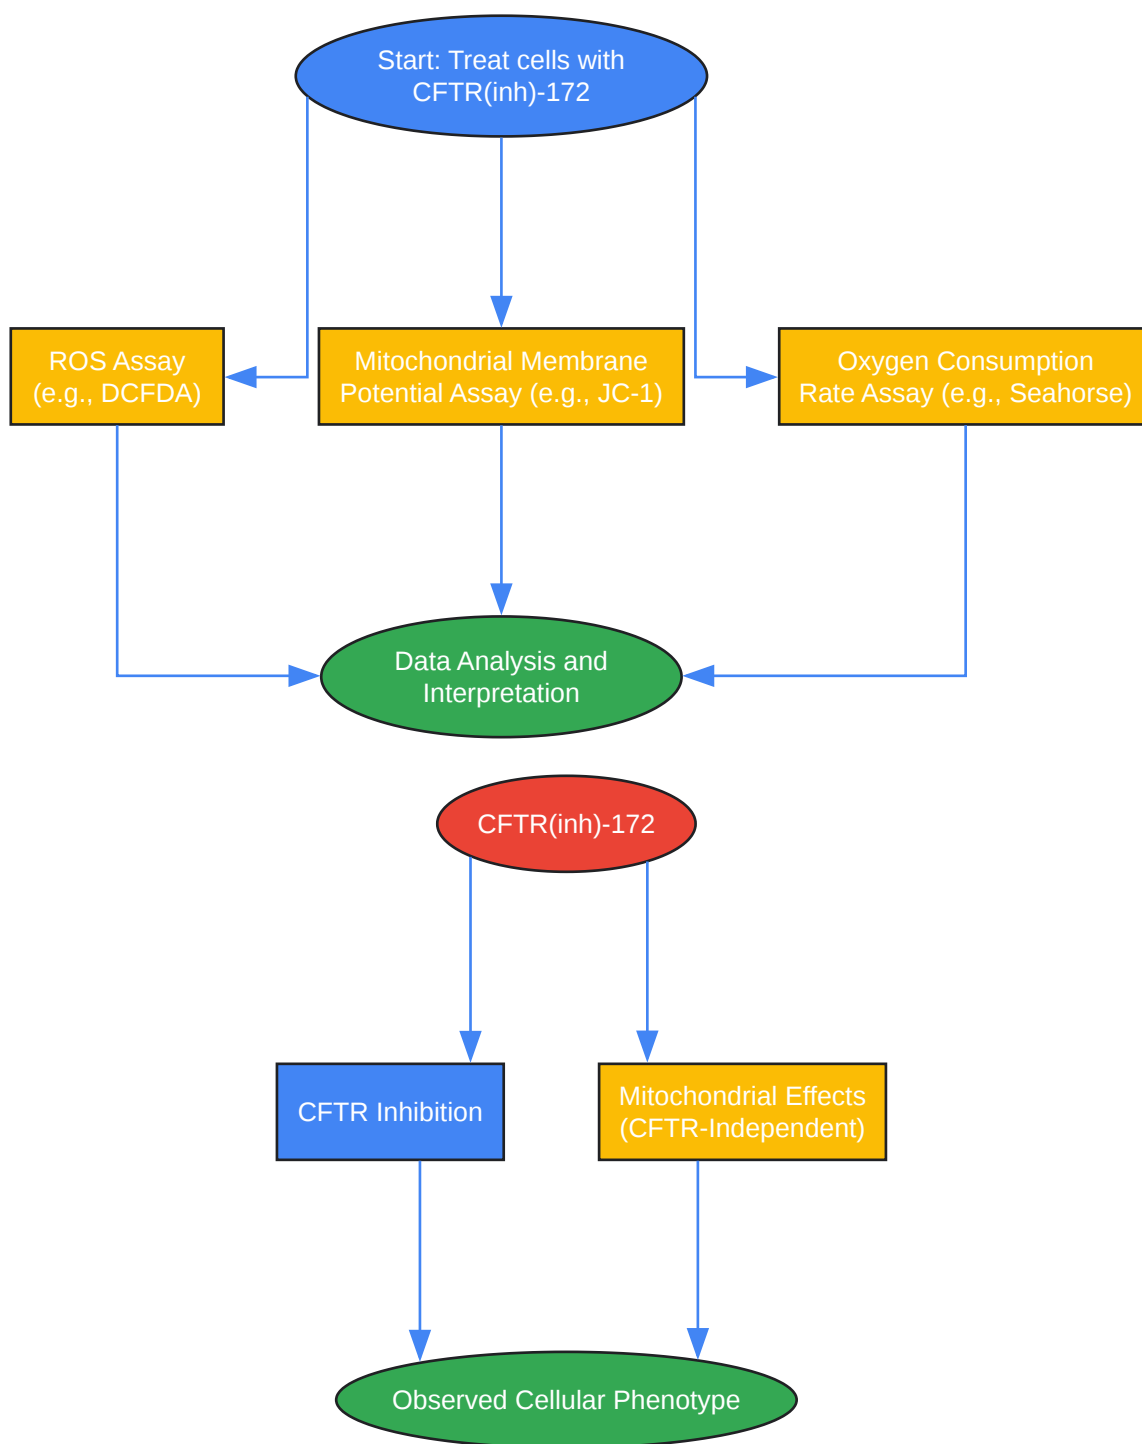 Start: Treat cells with
CFTR(inh)-172
ROS Assay
(e.g., DCFDA)
Mitochondrial Membrane
Potential Assay (e.g., JC-1)
Oxygen Consumption
Rate Assay (e.g., Seahorse)
Data Analysis and
Interpretation
CFTR(inh)-172
CFTR Inhibition
Mitochondrial Effects
(CFTR-Independent)
Observed Cellular Phenotype